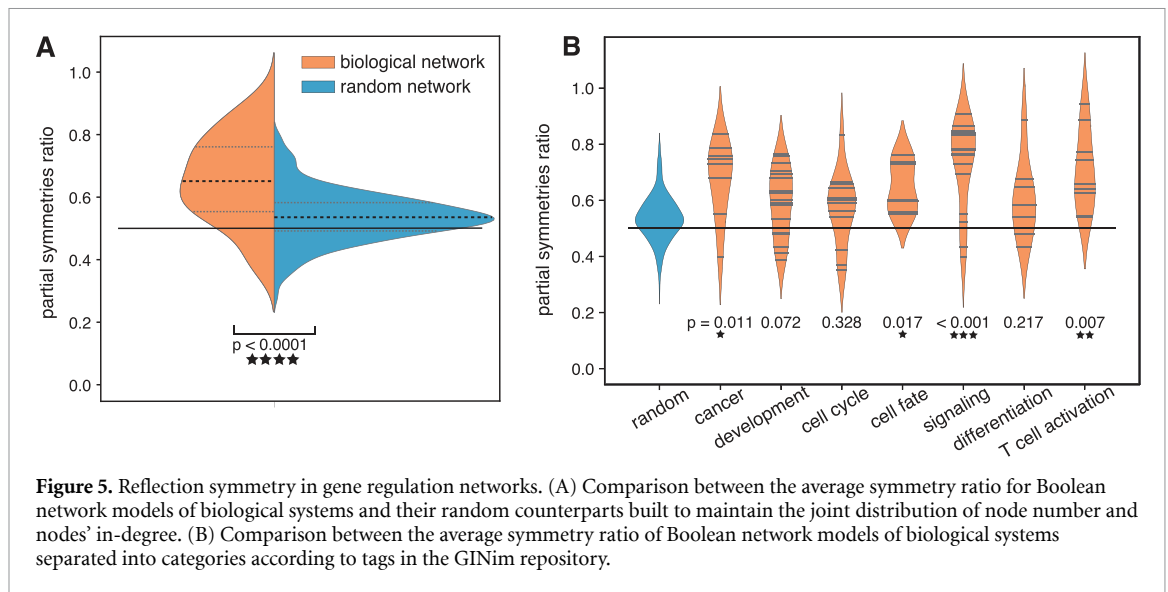 A
biological network
random network
partial symmetries ratio
1.0
0.8
0.6
0.4
0.2
0.0
p < 0.0001
★★★★
B
partial symmetries ratio
1.0
0.8
0.6
0.4
0.2
0.0
p = 0.011 0.072 0.328 0.017 < 0.001 0.217 0.007
★ ★ ★★★ ★★
random cancer development cell cycle cell fate signaling differentiation T cell activation
Figure 5. Reflection symmetry in gene regulation networks. (A) Comparison between the average symmetry ratio for Boolean
network models of biological systems and their random counterparts built to maintain the joint distribution of node number and
nodes' in-degree. (B) Comparison between the average symmetry ratio of Boolean network models of biological systems
separated into categories according to tags in the GINim repository.